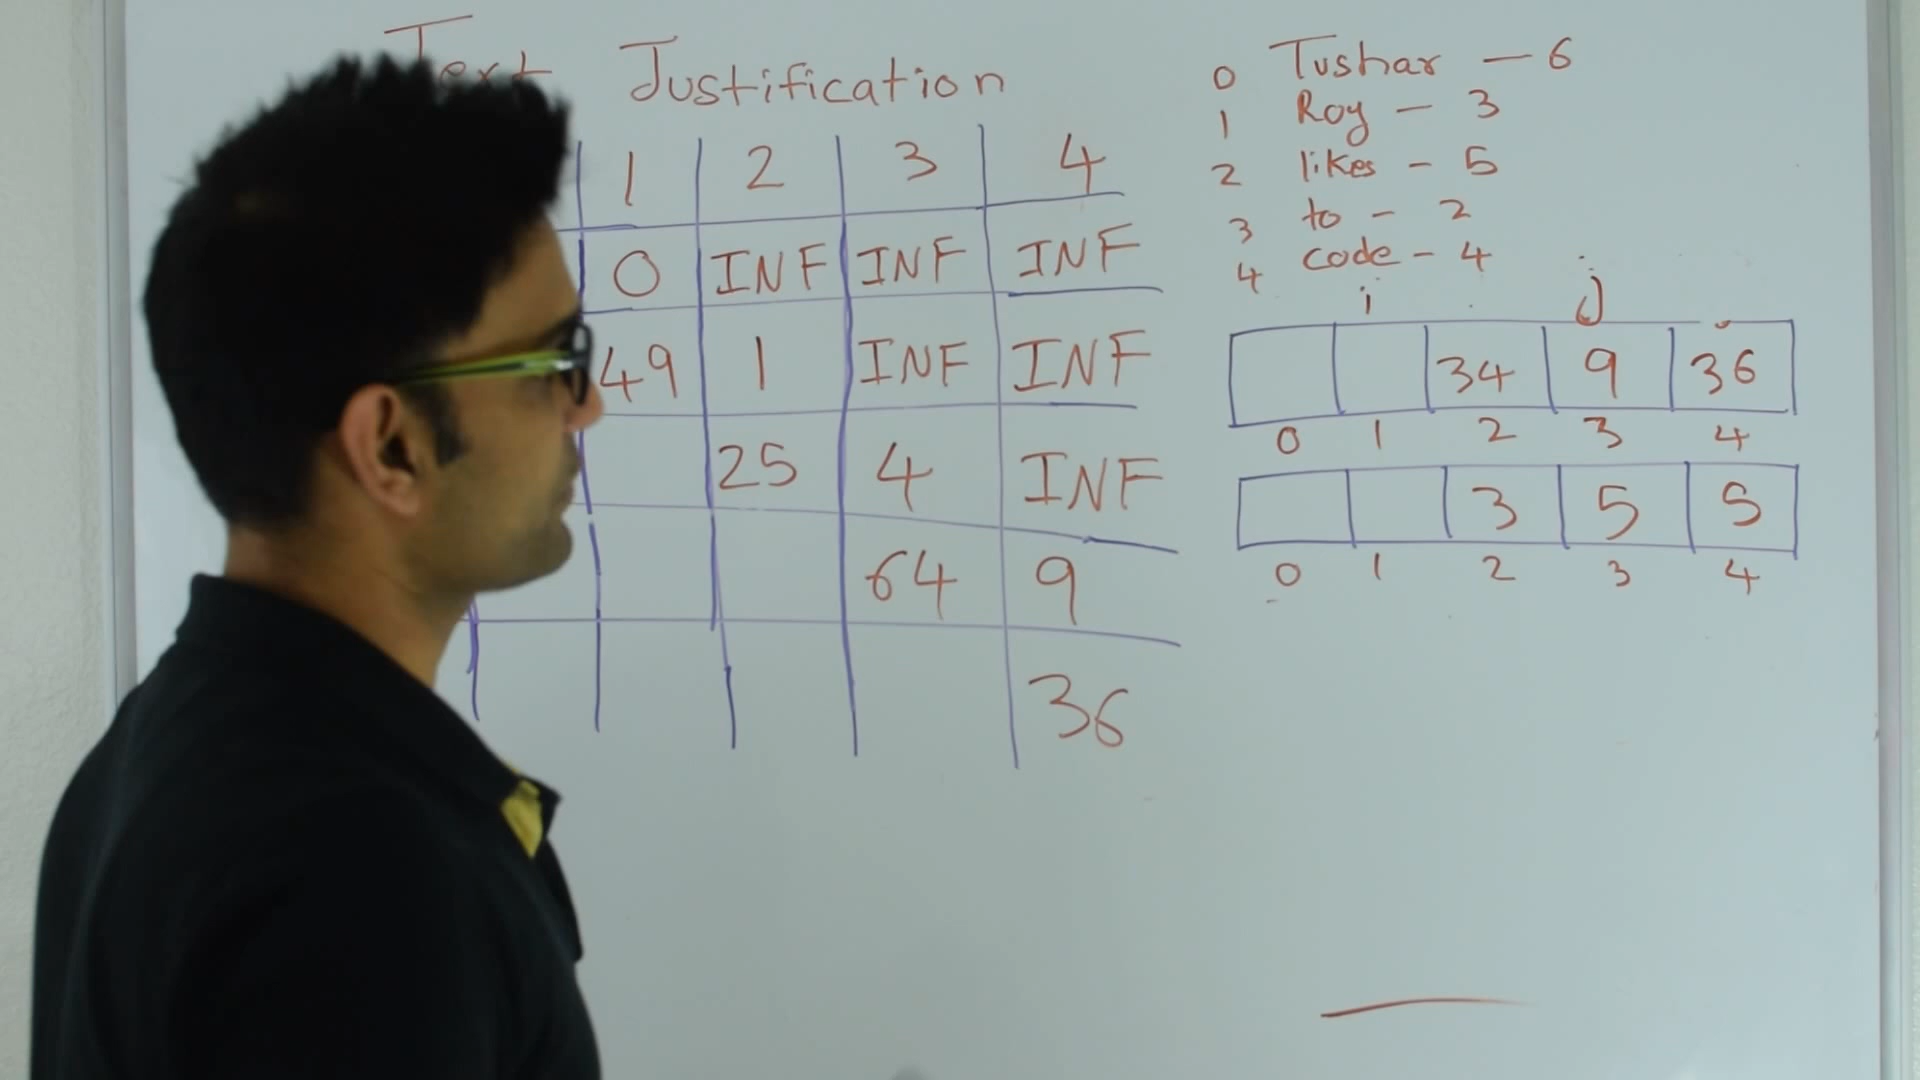 Text Justification
1 2 3 4
0 INF INF INF
49 1 INF INF
25 4 INF
64 9
36
0 Tushar - 6
1 Roy - 3
2 likes - 5
3 to - 2
4 code - 4
i j
34 9 36
0 1 2 3 4
3 5 5
0 1 2 3 4